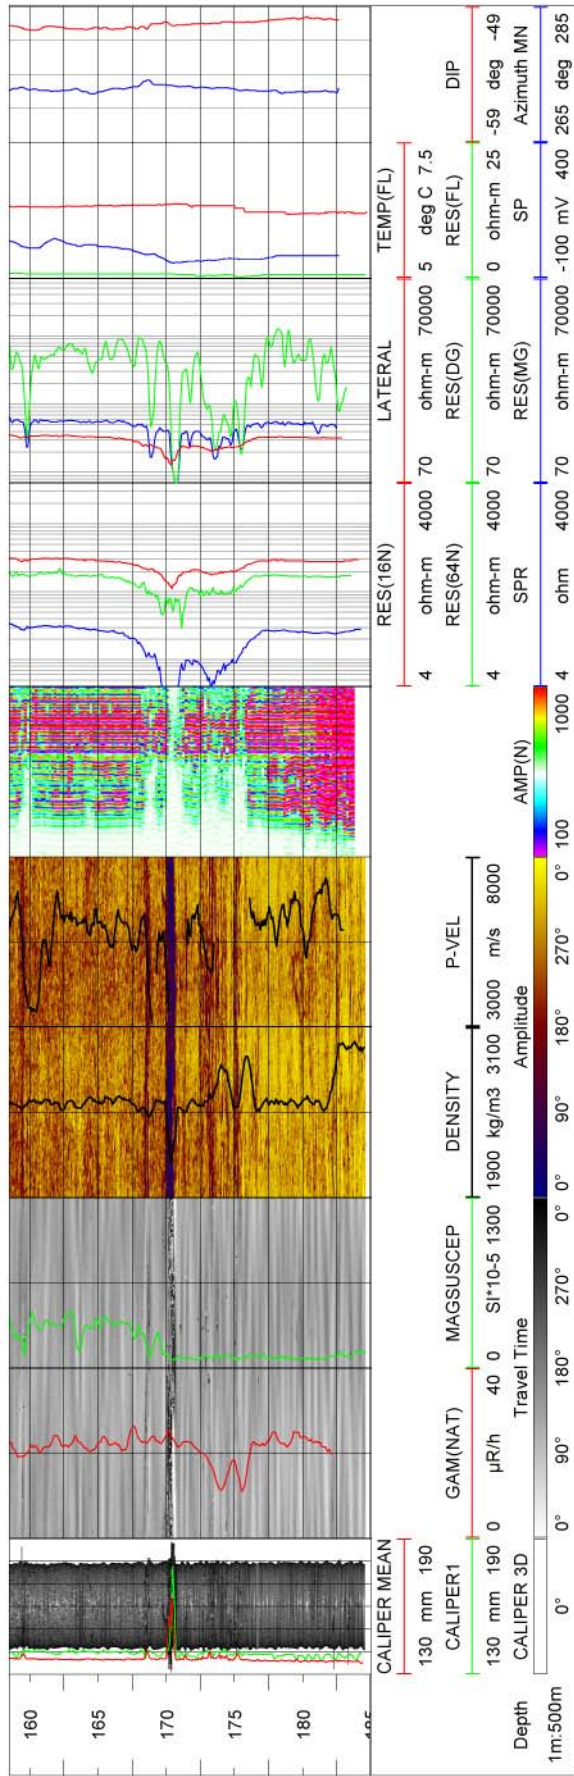 160
165
170
175
180
Depth
1m:500m
CALIPER MEAN
130 mm 190
CALIPER1
130 mm 190
CALIPER 3D
0°
GAM(NAT)
0 µR/h 40
MAGSUSCEP
0 SI*10-5 1300
Travel Time
0° 90° 180° 270° 0°
DENSITY
1900 kg/m3 3100
P-VEL
3000 m/s 8000
Amplitude
0° 90° 180° 270° 0°
AMP(N)
100 1000
RES(16N)
4 ohm-m 4000
RES(64N)
4 ohm-m 4000
SPR
4 ohm 4000
LATERAL
70 ohm-m 70000
RES(DG)
70 ohm-m 70000
RES(MG)
70 ohm-m 70000
TEMP(FL)
5 deg C 7.5
RES(FL)
0 ohm-m 25
SP
-100 mV 400
DIP
-59 deg -49
Azimuth MN
265 deg 285